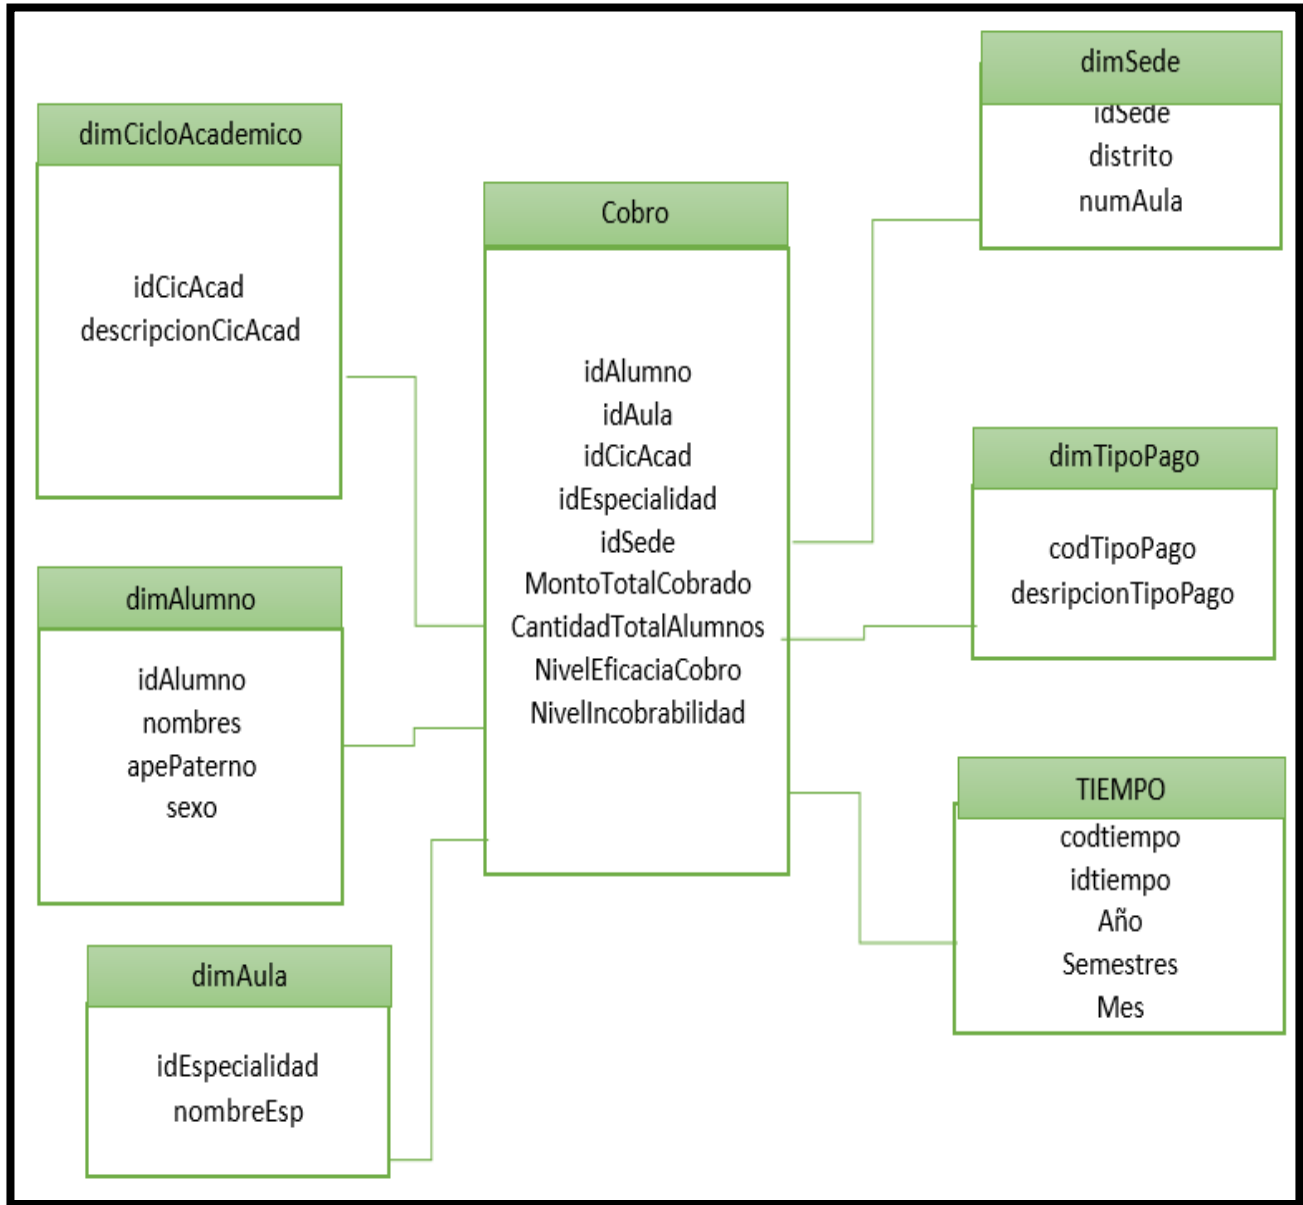 dimCicloAcademico
idCicAcad
descripcionCicAcad
dimAlumno
idAlumno
nombres
apePaterno
sexo
dimAula
idEspecialidad
nombreEsp
Cobro
idAlumno
idAula
idCicAcad
idEspecialidad
idSede
MontoTotalCobrado
CantidadTotalAlumnos
NivelEficaciaCobro
NivelIncobrabilidad
dimSede
idSede
distrito
numAula
dimTipoPago
codTipoPago
desripcionTipoPago
TIEMPO
codtiempo
idtiempo
Año
Semestres
Mes